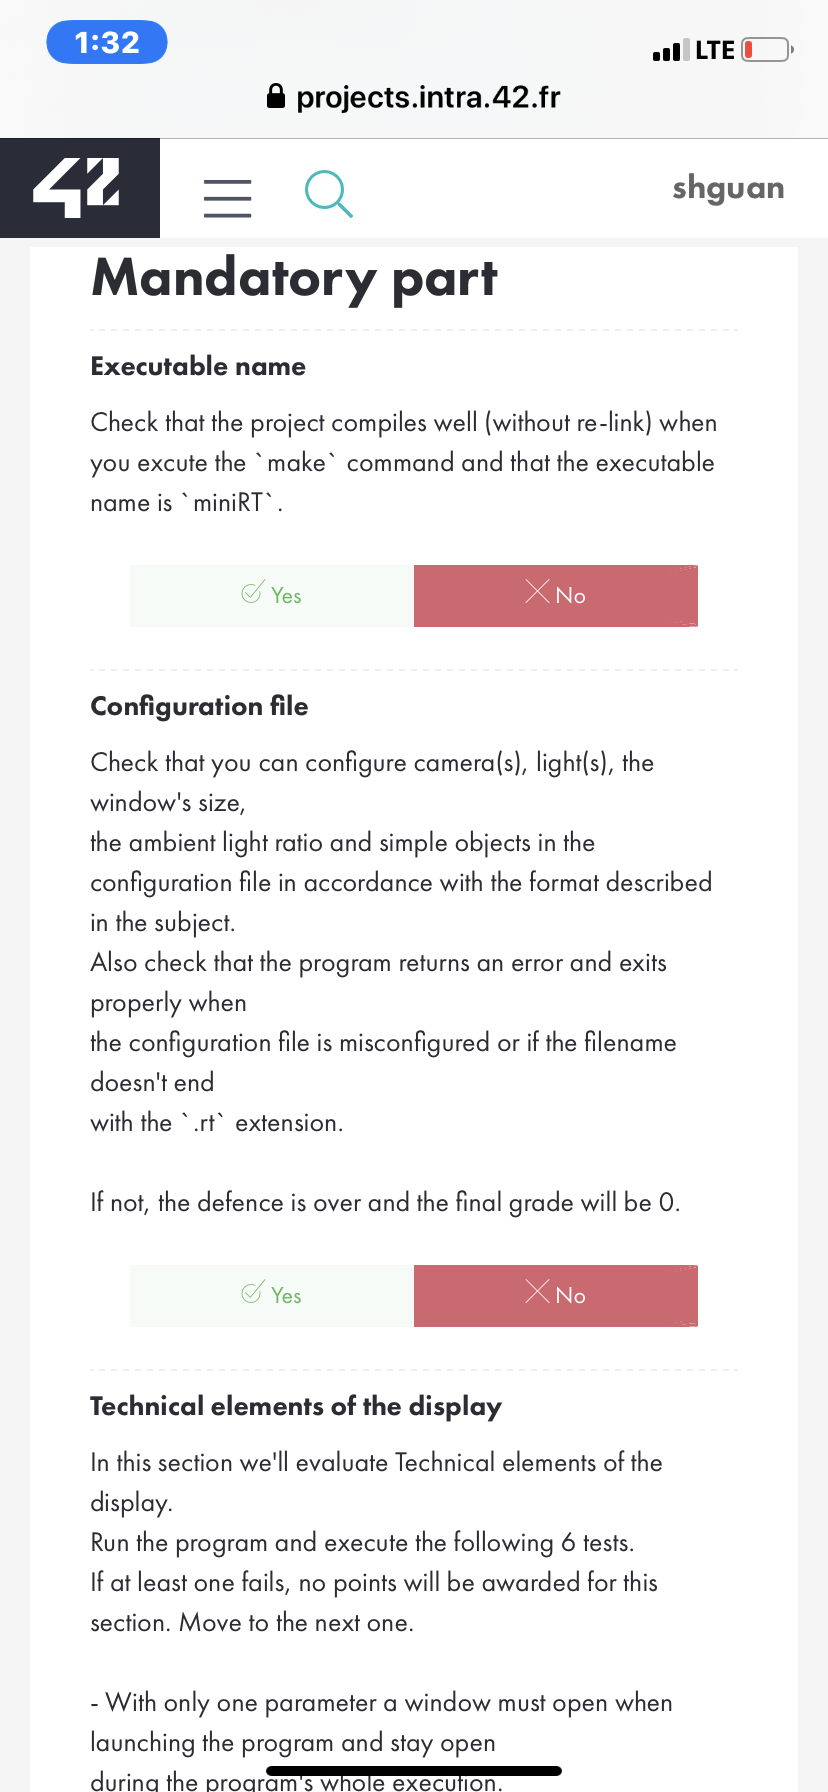 1:32
LTE
projects.intra.42.fr
42
shguan
Mandatory part
Executable name
Check that the project compiles well (without re-link) when
you excute the `make` command and that the executable
name is `miniRT`.
Yes
No
Configuration file
Check that you can configure camera(s), light(s), the
window's size,
the ambient light ratio and simple objects in the
configuration file in accordance with the format described
in the subject.
Also check that the program returns an error and exits
properly when
the configuration file is misconfigured or if the filename
doesn't end
with the `.rt` extension.
If not, the defence is over and the final grade will be 0.
Yes
No
Technical elements of the display
In this section we'll evaluate Technical elements of the
display.
Run the program and execute the following 6 tests.
If at least one fails, no points will be awarded for this
section. Move to the next one.
- With only one parameter a window must open when
launching the program and stay open
during the program's whole execution.